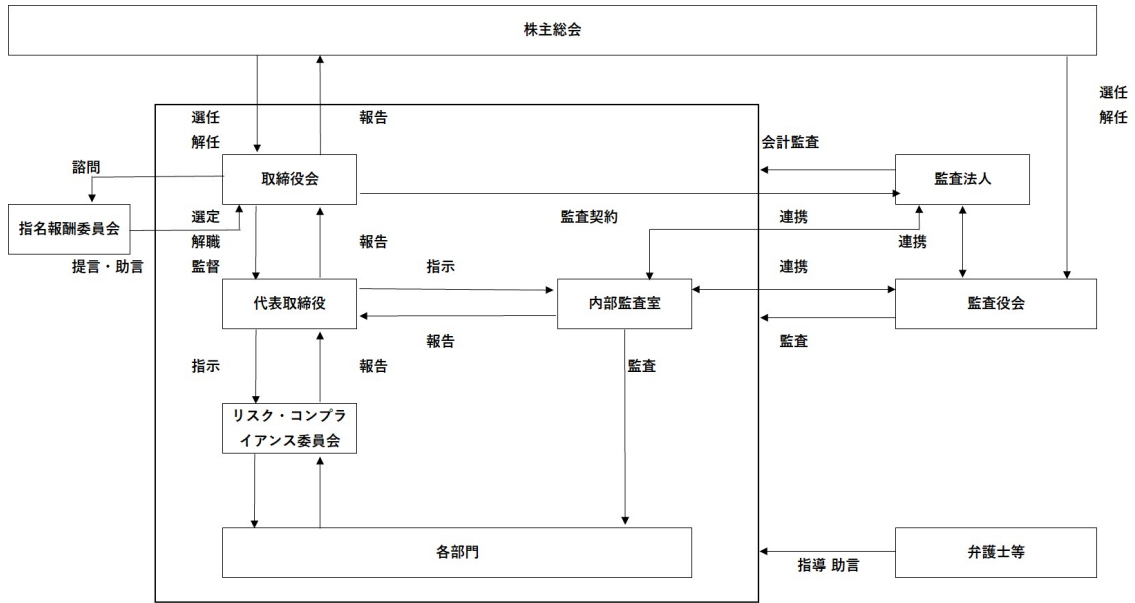 株主総会
選任
解任
報告
選任
解任
会計監査
諮問
取締役会
監査法人
指名報酬委員会
選定
解職
監督
報告
監査契約
連携
連携
提言・助言
指示
連携
代表取締役
内部監査室
監査役会
報告
監査
指示
報告
監査
リスク・コンプラ
イアンス委員会
各部門
弁護士等
指導 助言